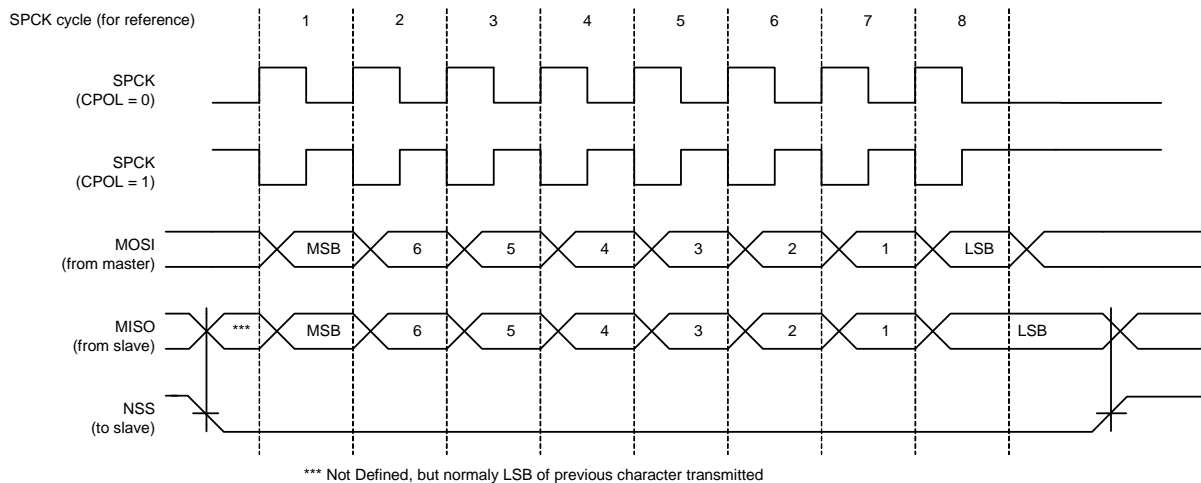 SPCK cycle (for reference) 1 2 3 4 5 6 7 8
SPCK
(CPOL = 0)
SPCK
(CPOL = 1)
MOSI
(from master)
MSB 6 5 4 3 2 1 LSB
MISO
(from slave)
*** MSB 6 5 4 3 2 1 LSB
NSS
(to slave)
*** Not Defined, but normaly LSB of previous character transmitted